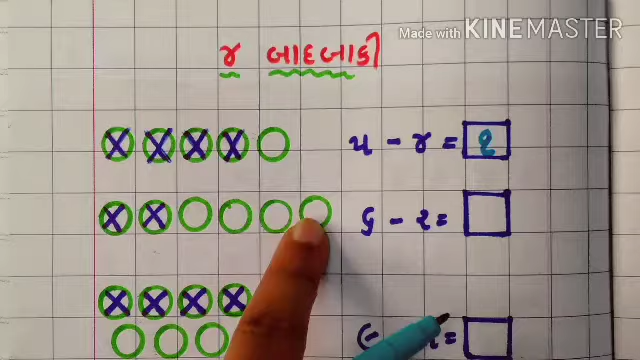 Made with KINEMASTER
૪ બાદબાકી
૫ - ૪ = ૧
૬ - ૨ =
=